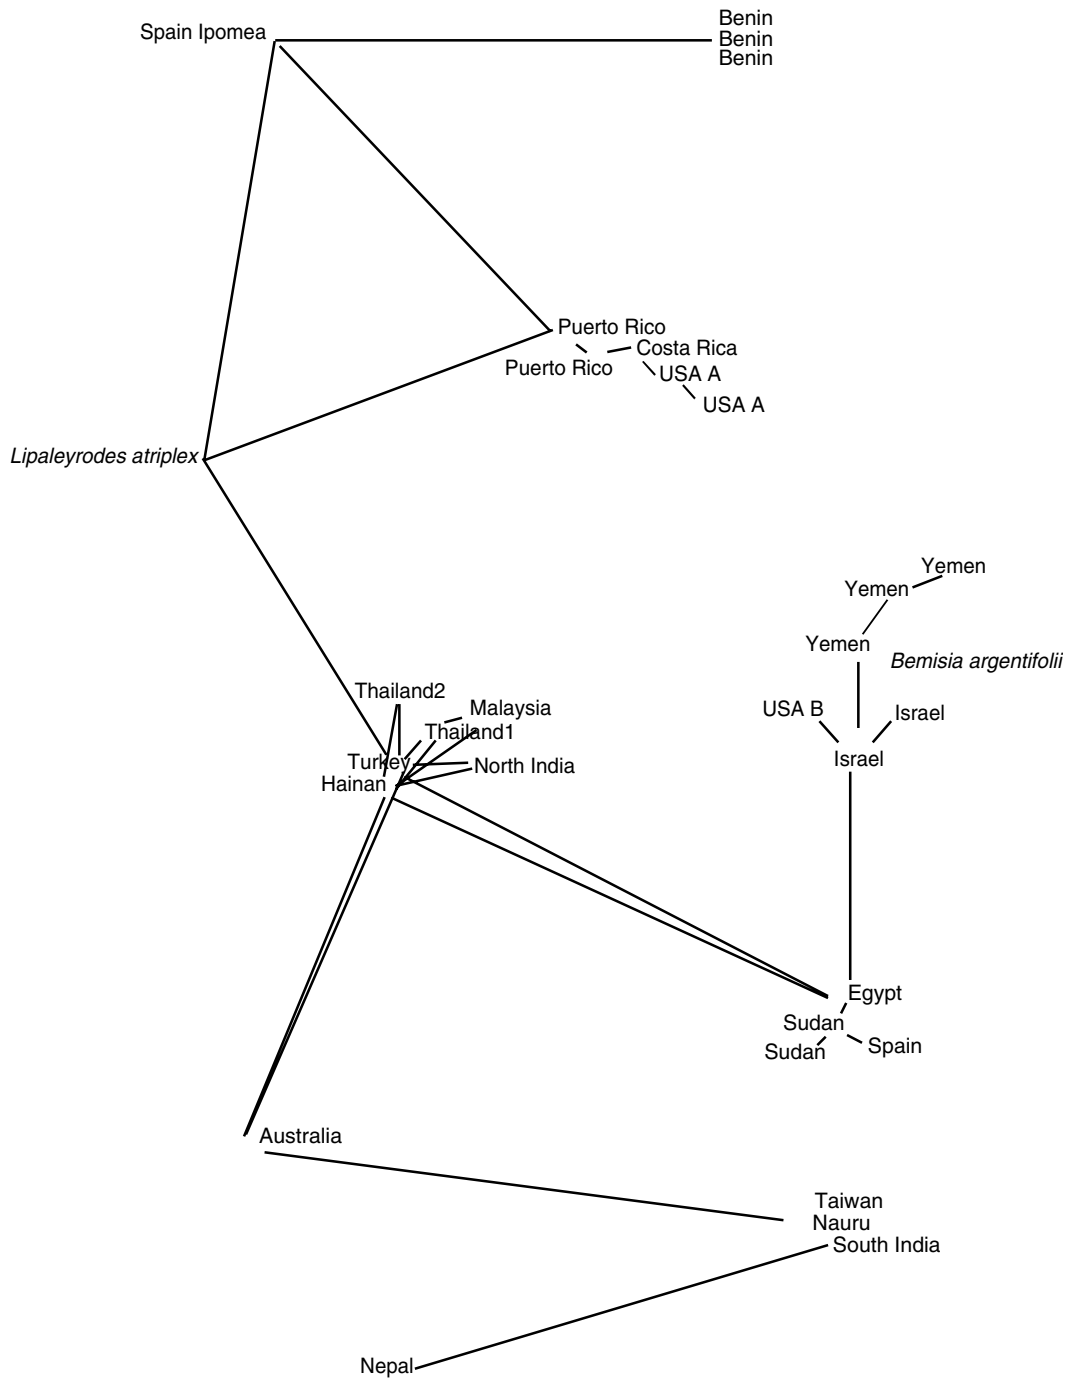 Benin
Spain Ipomea
Benin
Benin
Puerto Rico
Costa Rica
Puerto Rico
USA A
USA A
Lipaleyrodes atriplex
Yemen
Yemen
Yemen
Bemisia argentifolii
Thailand2
Malaysia
USA B
Israel
Thailand1
Turkey
North India
Israel
Hainan
Egypt
Sudan
Spain
Sudan
Australia
Taiwan
Nauru
South India
Nepal